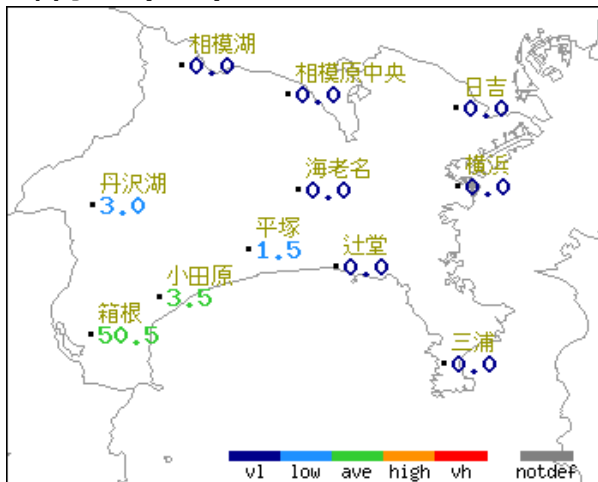 相模湖
0.0
相模原中央
0.0
日吉
0.0
海老名
0.0
横浜
0.0
丹沢湖
3.0
平塚
1.5
辻堂
0.0
小田原
3.5
箱根
50.5
三浦
0.0
vl low ave high vh notdef